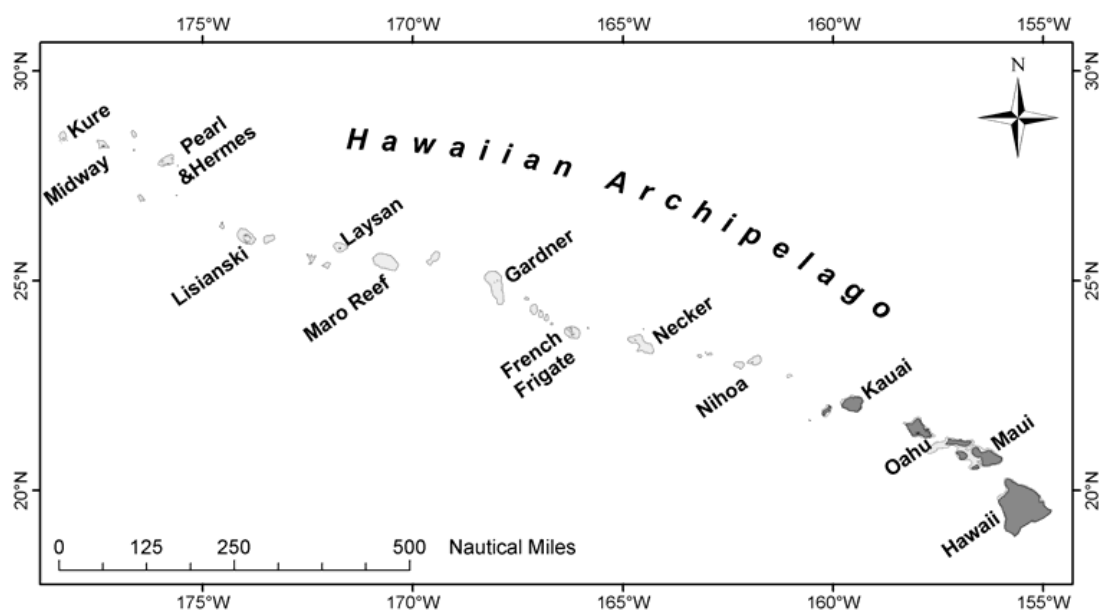 175°W 170°W 165°W 160°W 155°W
30°N 30°N
N
Kure
Midway
Pearl
&Hermes
Hawaiian Archipelago
Lisianski
Laysan
Maro Reef
Gardner
25°N 25°N
French
Frigate
Necker
Nihoa
Kauai
Oahu
Maui
20°N 20°N
Hawaii
0 125 250 500 Nautical Miles
175°W 170°W 165°W 160°W 155°W